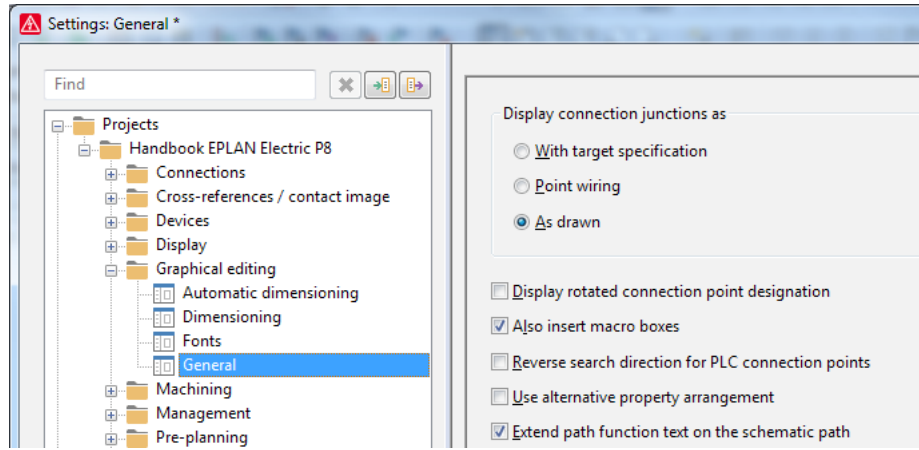 Settings: General *
Find
Projects
Handbook EPLAN Electric P8
Connections
Cross-references / contact image
Devices
Display
Graphical editing
Automatic dimensioning
Dimensioning
Fonts
General
Machining
Management
Pre-planning
Display connection junctions as
With target specification
Point wiring
As drawn
Display rotated connection point designation
Also insert macro boxes
Reverse search direction for PLC connection points
Use alternative property arrangement
Extend path function text on the schematic path